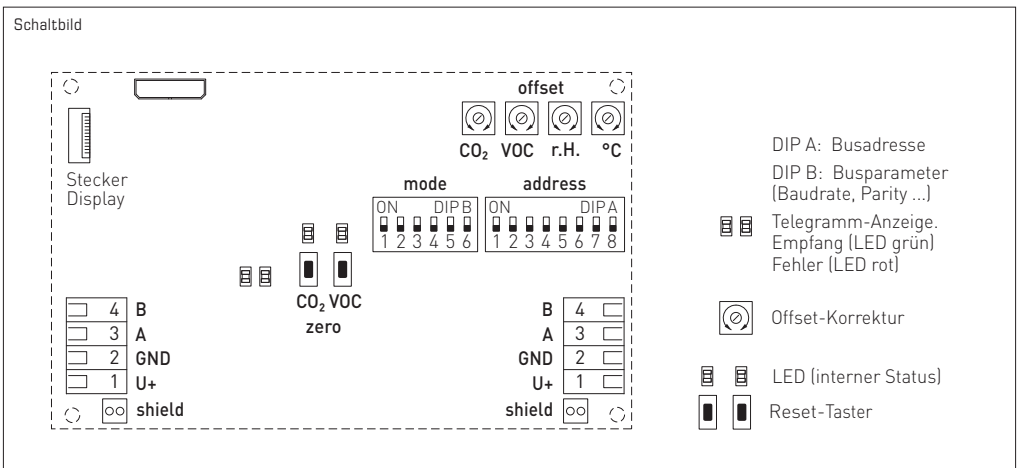 Schaltbild
offset
CO₂ VOC r.H. °C
Stecker
Display
mode address
ON DIP B ON DIP A
1 2 3 4 5 6 1 2 3 4 5 6 7 8
CO₂ VOC
zero
4 B
3 A
2 GND
1 U+
shield
B 4
A 3
GND 2
U+ 1
shield
DIP A: Busadresse
DIP B: Busparameter
(Baudrate, Parity ...)
Telegramm-Anzeige.
Empfang (LED grün)
Fehler (LED rot)
Offset-Korrektur
LED (interner Status)
Reset-Taster